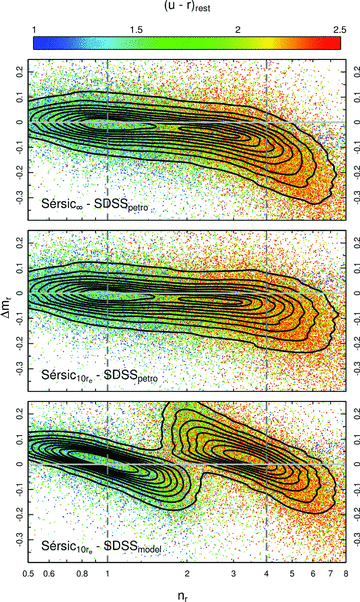 (u - r)rest
1 1.5 2 2.5
0.2 0.1 0 -0.1 -0.2 -0.3
Sérsic∞ - SDSSpetro
0.2 0.1 0 -0.1 -0.2 -0.3
Δmr
Sérsic10re - SDSSpetro
0.2 0.1 0 -0.1 -0.2 -0.3
Sérsic10re - SDSSmodel
0.5 0.6 0.8 1 2 3 4 5 6 7 8
nr